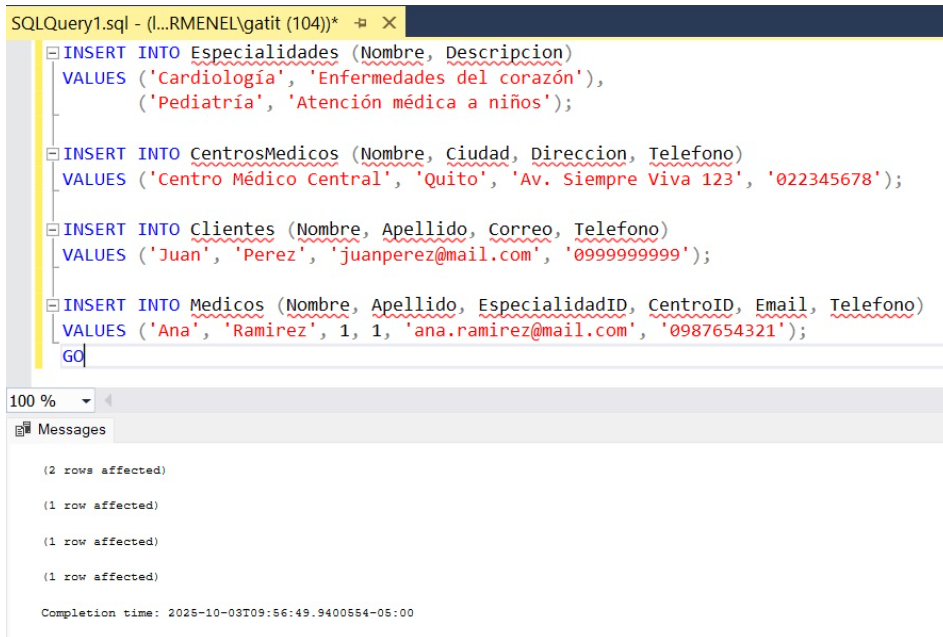 SQLQuery1.sql - (l...RMENEL\gatit (104))*
INSERT INTO Especialidades (Nombre, Descripcion)
VALUES ('Cardiología', 'Enfermedades del corazón'),
('Pediatría', 'Atención médica a niños');
INSERT INTO CentrosMedicos (Nombre, Ciudad, Direccion, Telefono)
VALUES ('Centro Médico Central', 'Quito', 'Av. Siempre Viva 123', '022345678');
INSERT INTO Clientes (Nombre, Apellido, Correo, Telefono)
VALUES ('Juan', 'Perez', 'juanperez@mail.com', '0999999999');
INSERT INTO Medicos (Nombre, Apellido, EspecialidadID, CentroID, Email, Telefono)
VALUES ('Ana', 'Ramirez', 1, 1, 'ana.ramirez@mail.com', '0987654321');
GO
100 %
Messages
(2 rows affected)
(1 row affected)
(1 row affected)
(1 row affected)
Completion time: 2025-10-03T09:56:49.9400554-05:00